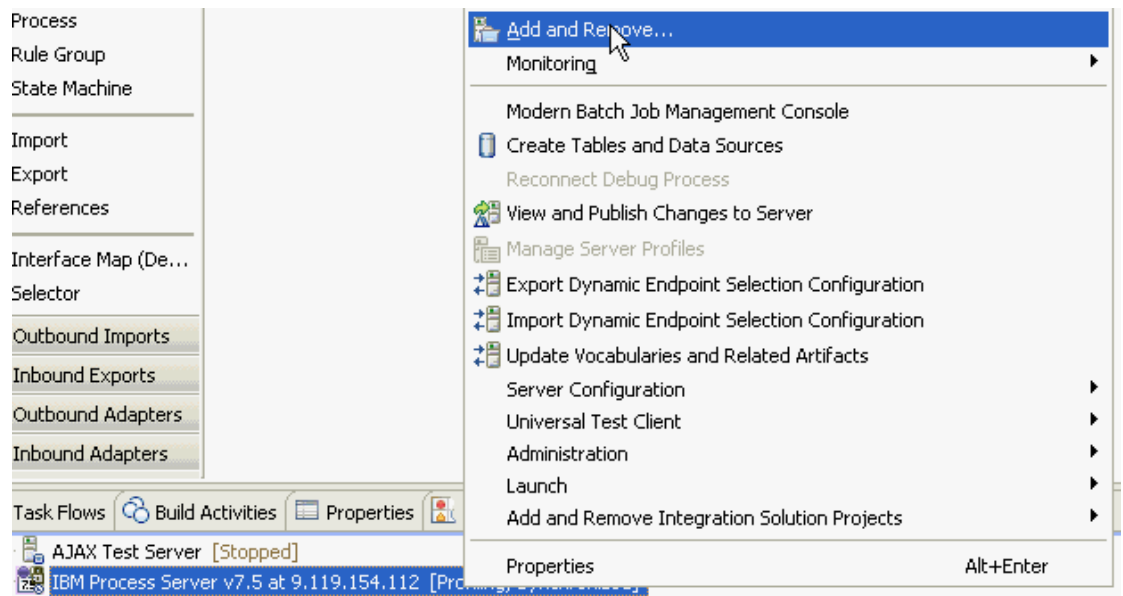 Process
Rule Group
State Machine
Import
Export
References
Interface Map (De...
Selector
Outbound Imports
Inbound Exports
Outbound Adapters
Inbound Adapters
Add and Remove...
Monitoring
Modern Batch Job Management Console
Create Tables and Data Sources
Reconnect Debug Process
View and Publish Changes to Server
Manage Server Profiles
Export Dynamic Endpoint Selection Configuration
Import Dynamic Endpoint Selection Configuration
Update Vocabularies and Related Artifacts
Server Configuration
Universal Test Client
Administration
Launch
Add and Remove Integration Solution Projects
Properties Alt+Enter
Task Flows Build Activities Properties
AJAX Test Server [Stopped]
IBM Process Server v7.5 at 9.119.154.112